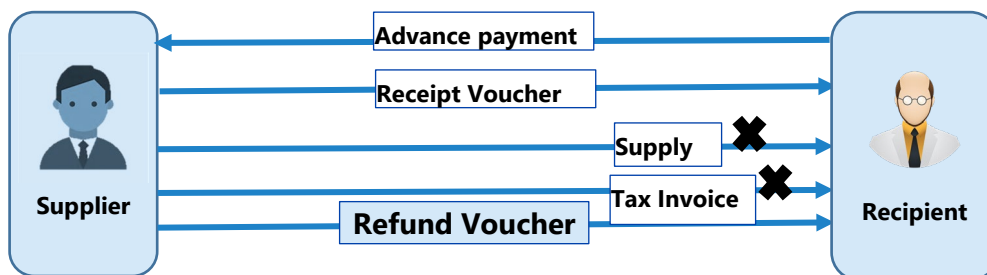 Advance payment
Receipt Voucher
Supply
Tax Invoice
Supplier
Refund Voucher
Recipient